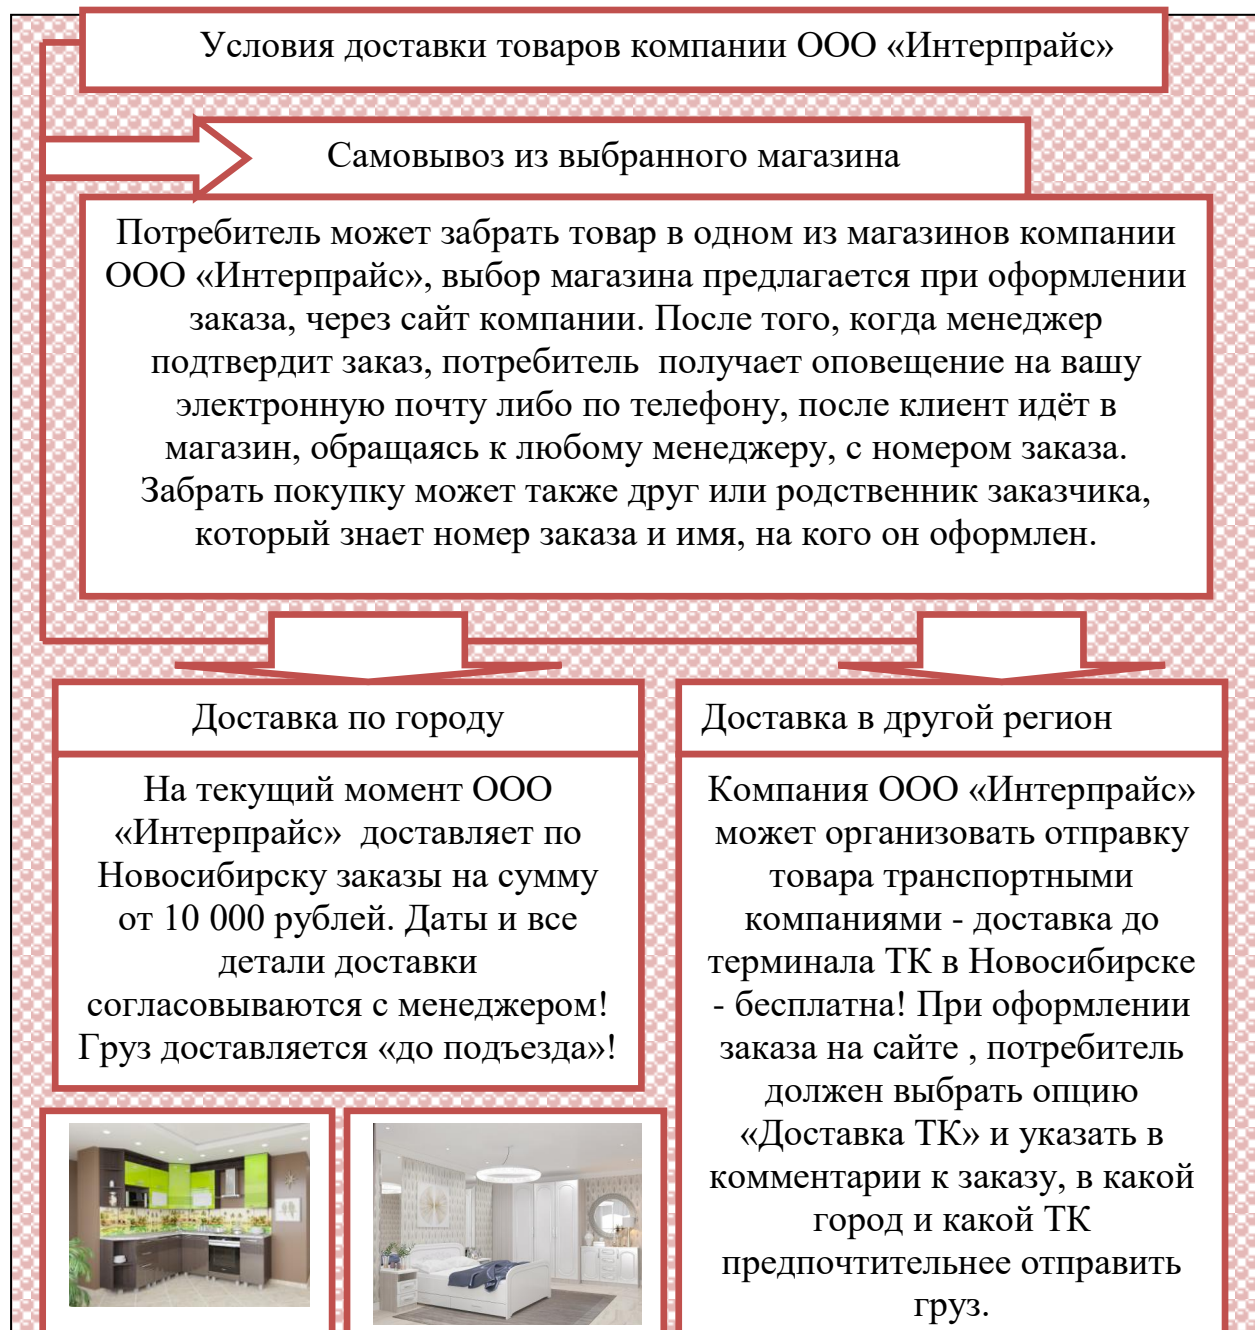 Условия доставки товаров компании ООО «Интерпрайс»
Самовывоз из выбранного магазина
Потребитель может забрать товар в одном из магазинов компании
ООО «Интерпрайс», выбор магазина предлагается при оформлении
заказа, через сайт компании. После того, когда менеджер
подтвердит заказ, потребитель  получает оповещение на вашу
электронную почту либо по телефону, после клиент идёт в
магазин, обращаясь к любому менеджеру, с номером заказа.
Забрать покупку может также друг или родственник заказчика,
который знает номер заказа и имя, на кого он оформлен.
Доставка по городу
На текущий момент ООО
«Интерпрайс»  доставляет по
Новосибирску заказы на сумму
от 10 000 рублей. Даты и все
детали доставки
согласовываются с менеджером!
Груз доставляется «до подъезда»!
Доставка в другой регион
Компания ООО «Интерпрайс»
может организовать отправку
товара транспортными
компаниями - доставка до
терминала ТК в Новосибирске
- бесплатна! При оформлении
заказа на сайте , потребитель
должен выбрать опцию
«Доставка ТК» и указать в
комментарии к заказу, в какой
город и какой ТК
предпочтительнее отправить
груз.